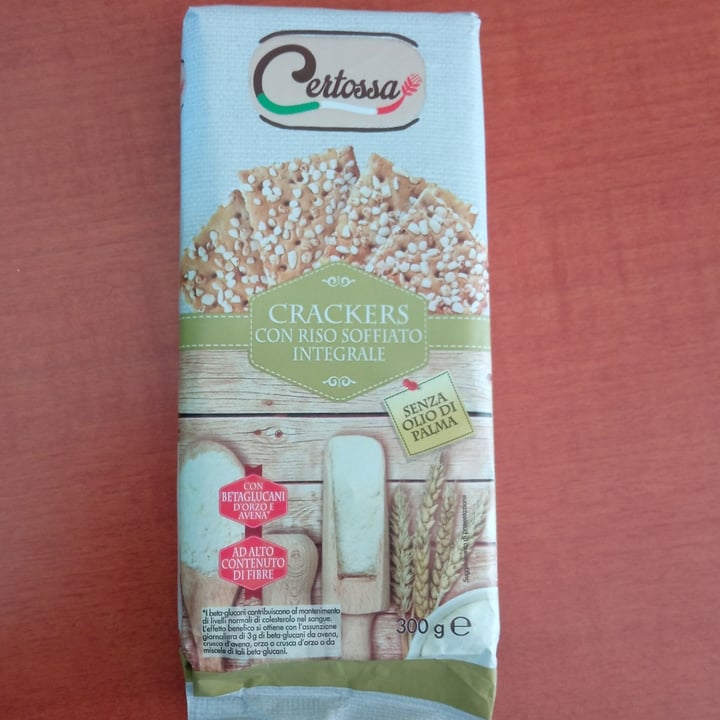 Certossa
CRACKERS
CON RISO SOFFIATO
INTEGRALE
SENZA
OLIO DI
PALMA
CON
BETAGLUCANI
D'ORZO E
AVENA*
AD ALTO
CONTENUTO
DI FIBRE
Suggerimento di presentazione
*I beta-glucani contribuiscono al mantenimento
di livelli normali di colesterolo nel sangue.
L'effetto benefico si ottiene con l'assunzione
giornaliera di 3 g di beta-glucani da avena,
crusca d'avena, orzo o crusca d'orzo o da
miscele di tali beta-glucani.
300 g e